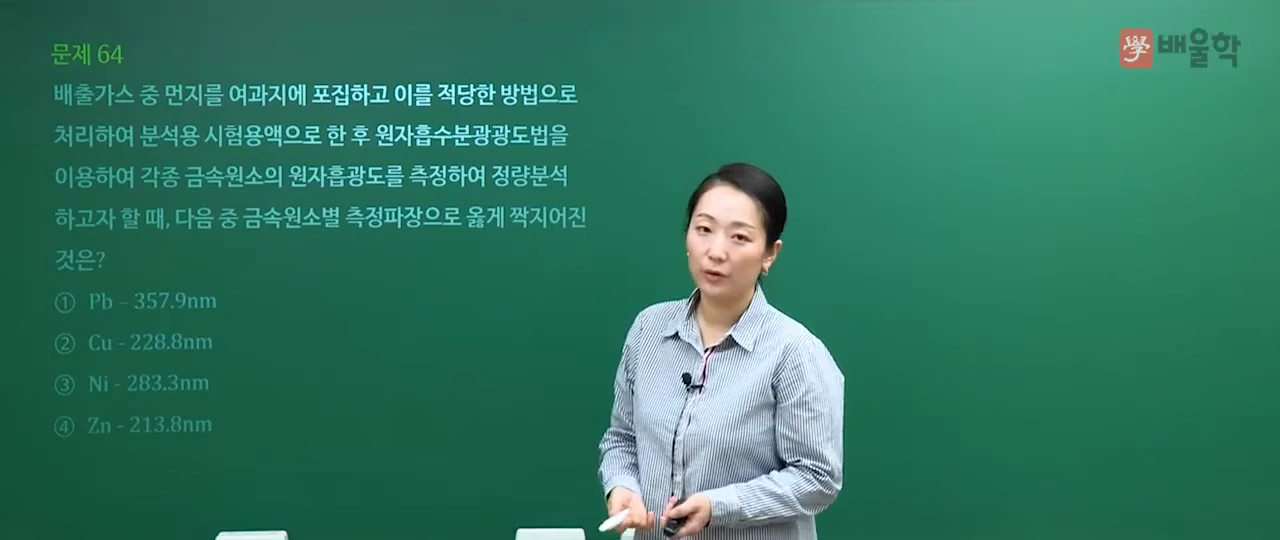 문제 64
學 배울학
배출가스 중 먼지를 여과지에 포집하고 이를 적당한 방법으로
처리하여 분석용 시험용액으로 한 후 원자흡수분광광도법을
이용하여 각종 금속원소의 원자흡광도를 측정하여 정량분석
하고자 할 때, 다음 중 금속원소별 측정파장으로 옳게 짝지어진
것은?
① Pb - 357.9nm
② Cu - 228.8nm
③ Ni - 283.3nm
④ Zn - 213.8nm